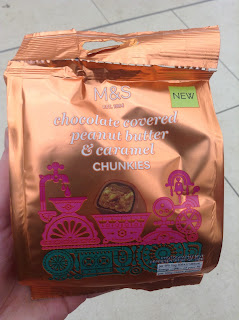 M&S
EST. 1884
NEW
chocolate covered
peanut butter
& caramel
CHUNKIES